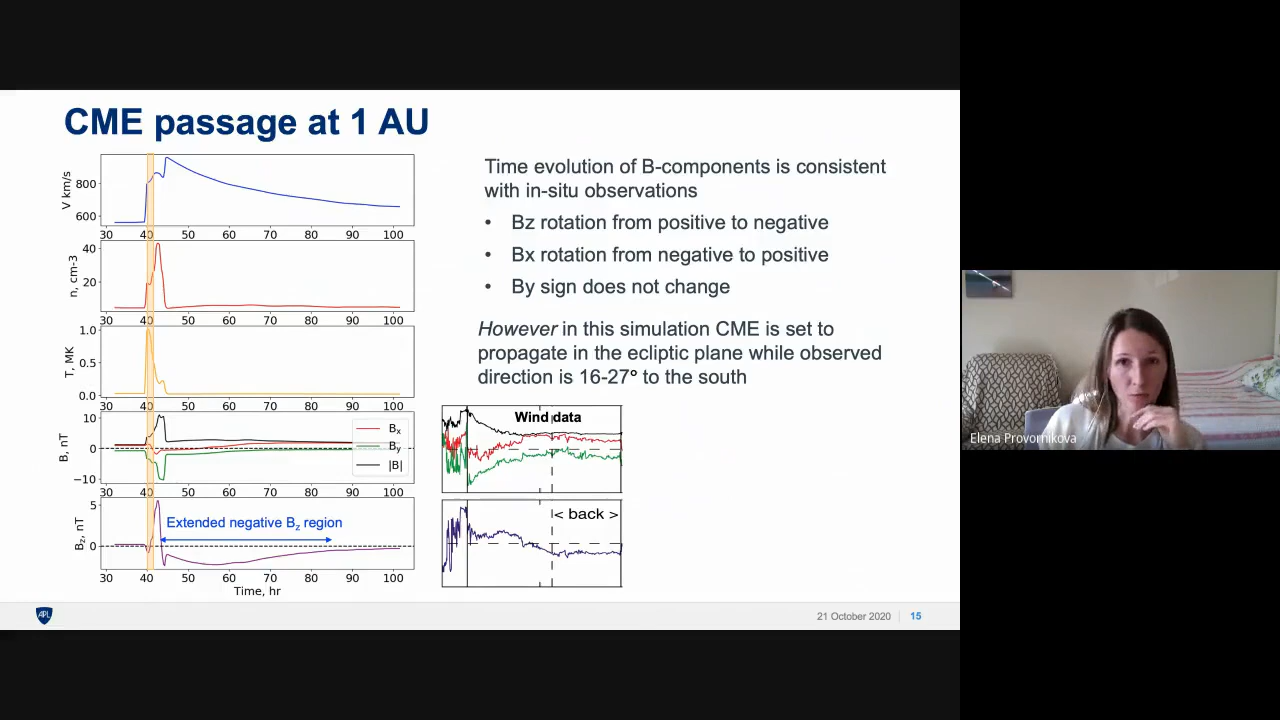 CME passage at 1 AU
V km/s
800
600
30 40 50 60 70 80 90 100
n, cm-3
40
20
30 40 50 60 70 80 90 100
T, MK
1.0
0.5
0.0
30 40 50 60 70 80 90 100
B, nT
10
0
−10
Bx
By
|B|
30 40 50 60 70 80 90 100
Bz, nT
5
0
Extended negative Bz region
30 40 50 60 70 80 90 100
Time, hr
Time evolution of B-components is consistent
with in-situ observations
• Bz rotation from positive to negative
• Bx rotation from negative to positive
• By sign does not change
However in this simulation CME is set to
propagate in the ecliptic plane while observed
direction is 16-27° to the south
Wind data
< back >
APL
21 October 2020 | 15
Elena Provornikova